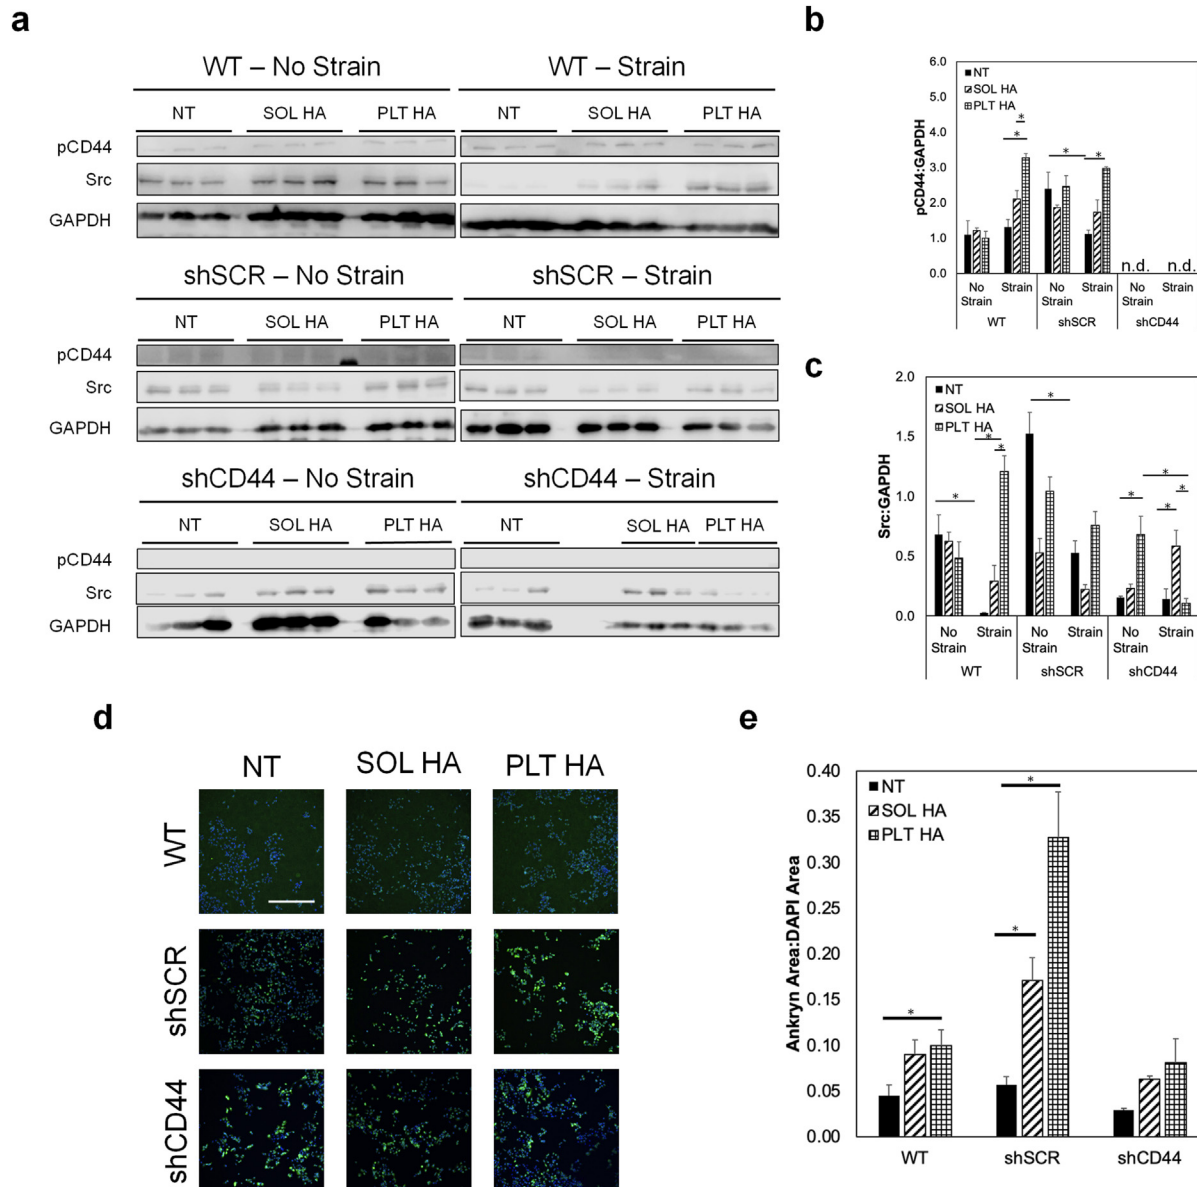 a
WT – No Strain
WT – Strain
NT SOL HA PLT HA NT SOL HA PLT HA
pCD44
Src
GAPDH
shSCR – No Strain
shSCR – Strain
NT SOL HA PLT HA NT SOL HA PLT HA
pCD44
Src
GAPDH
shCD44 – No Strain
shCD44 – Strain
NT SOL HA PLT HA NT SOL HA PLT HA
pCD44
Src
GAPDH
b
pCD44:GAPDH
6.0
5.0
4.0
3.0
2.0
1.0
0.0
NT
SOL HA
PLT HA
*
*
*
*
n.d. n.d.
No Strain Strain No Strain Strain No Strain Strain
WT shSCR shCD44
c
Src:GAPDH
2.0
1.5
1.0
0.5
0.0
NT
SOL HA
PLT HA
*
*
*
*
*
*
*
*
No Strain Strain No Strain Strain No Strain Strain
WT shSCR shCD44
d
NT SOL HA PLT HA
WT
shSCR
shCD44
e
Ankryn Area:DAPI Area
0.40
0.35
0.30
0.25
0.20
0.15
0.10
0.05
0.00
NT
SOL HA
PLT HA
*
*
*
WT shSCR shCD44